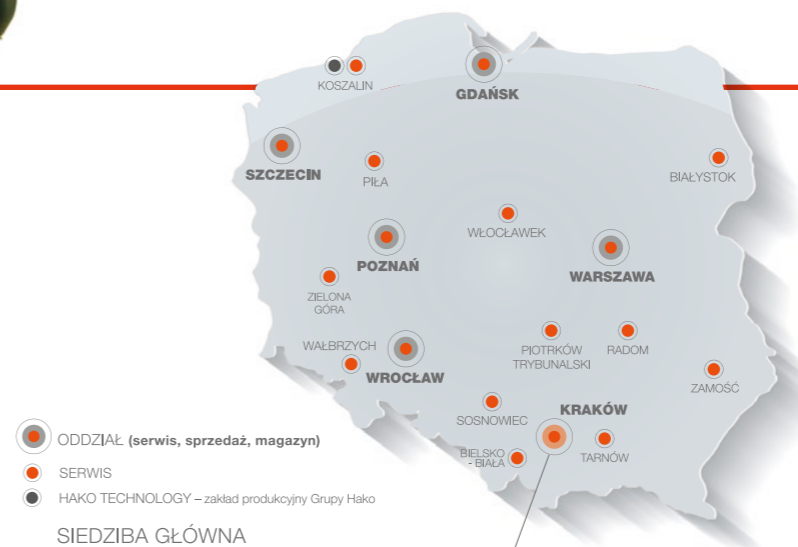 KOSZALIN
GDAŃSK
SZCZECIN
PIŁA
BIAŁYSTOK
WŁOCŁAWEK
POZNAŃ
WARSZAWA
ZIELONA
GÓRA
WAŁBRZYCH
WROCŁAW
PIOTRKÓW
TRYBUNALSKI
RADOM
ZAMOŚĆ
SOSNOWIEC
KRAKÓW
BIELSKO
- BIAŁA
TARNÓW
ODDZIAŁ (serwis, sprzedaż, magazyn)
SERWIS
HAKO TECHNOLOGY – zakład produkcyjny Grupy Hako
SIEDZIBA GŁÓWNA